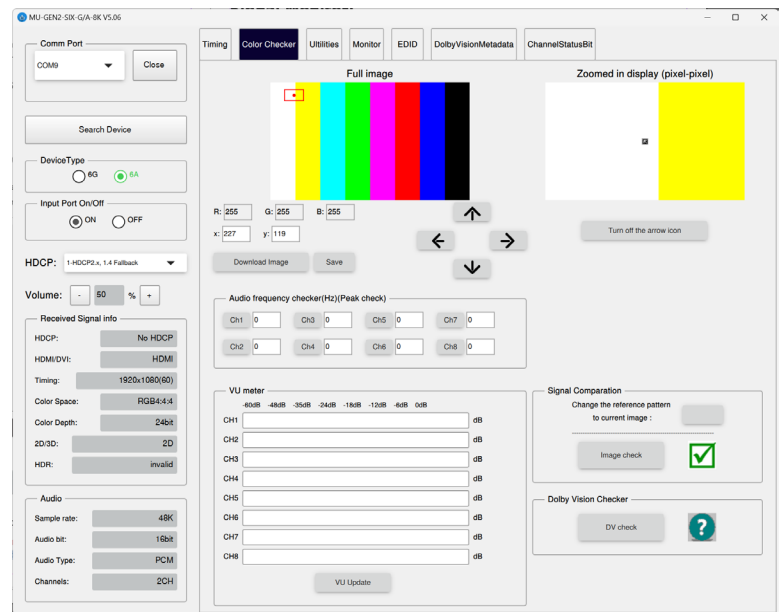 MU-GEN2-SIX-G/A-8K V5.06
Comm Port
COM9
Close
Search Device
DeviceType
6G
6A
Input Port On/Off
ON
OFF
HDCP:
1-HDCP2.x, 1.4 Fallback
Volume:
-
50
%
+
Received Signal info
HDCP:
No HDCP
HDMI/DVI:
HDMI
Timing:
1920x1080(60)
Color Space:
RGB4:4:4
Color Depth:
24bit
2D/3D:
2D
HDR:
invalid
Audio
Sample rate:
48K
Audio bit:
16bit
Audio Type:
PCM
Channels:
2CH
Timing
Color Checker
Utilities
Monitor
EDID
DolbyVisionMetadata
ChannelStatusBit
Full image
Zoomed in display (pixel-pixel)
R: 255 G: 255 B: 255
x: 227 y: 119
Download Image
Save
Turn off the arrow icon
Audio frequency checker(Hz)(Peak check)
Ch1 0 Ch3 0 Ch5 0 Ch7 0
Ch2 0 Ch4 0 Ch6 0 Ch8 0
VU meter
-60dB -48dB -35dB -24dB -18dB -12dB -6dB 0dB
CH1 dB
CH2 dB
CH3 dB
CH4 dB
CH5 dB
CH6 dB
CH7 dB
CH8 dB
VU Update
Signal Comparation
Change the reference pattern
to current image :
Image check
Dolby Vision Checker
DV check
?